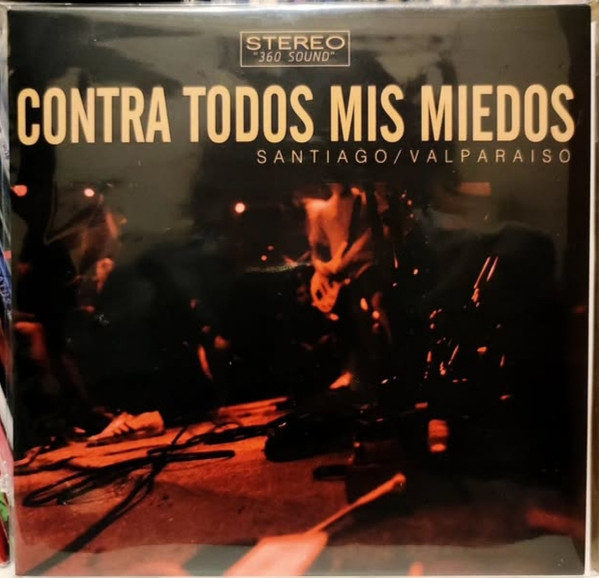 STEREO
"360 SOUND"
CONTRA TODOS MIS MIEDOS
SANTIAGO/VALPARAISO